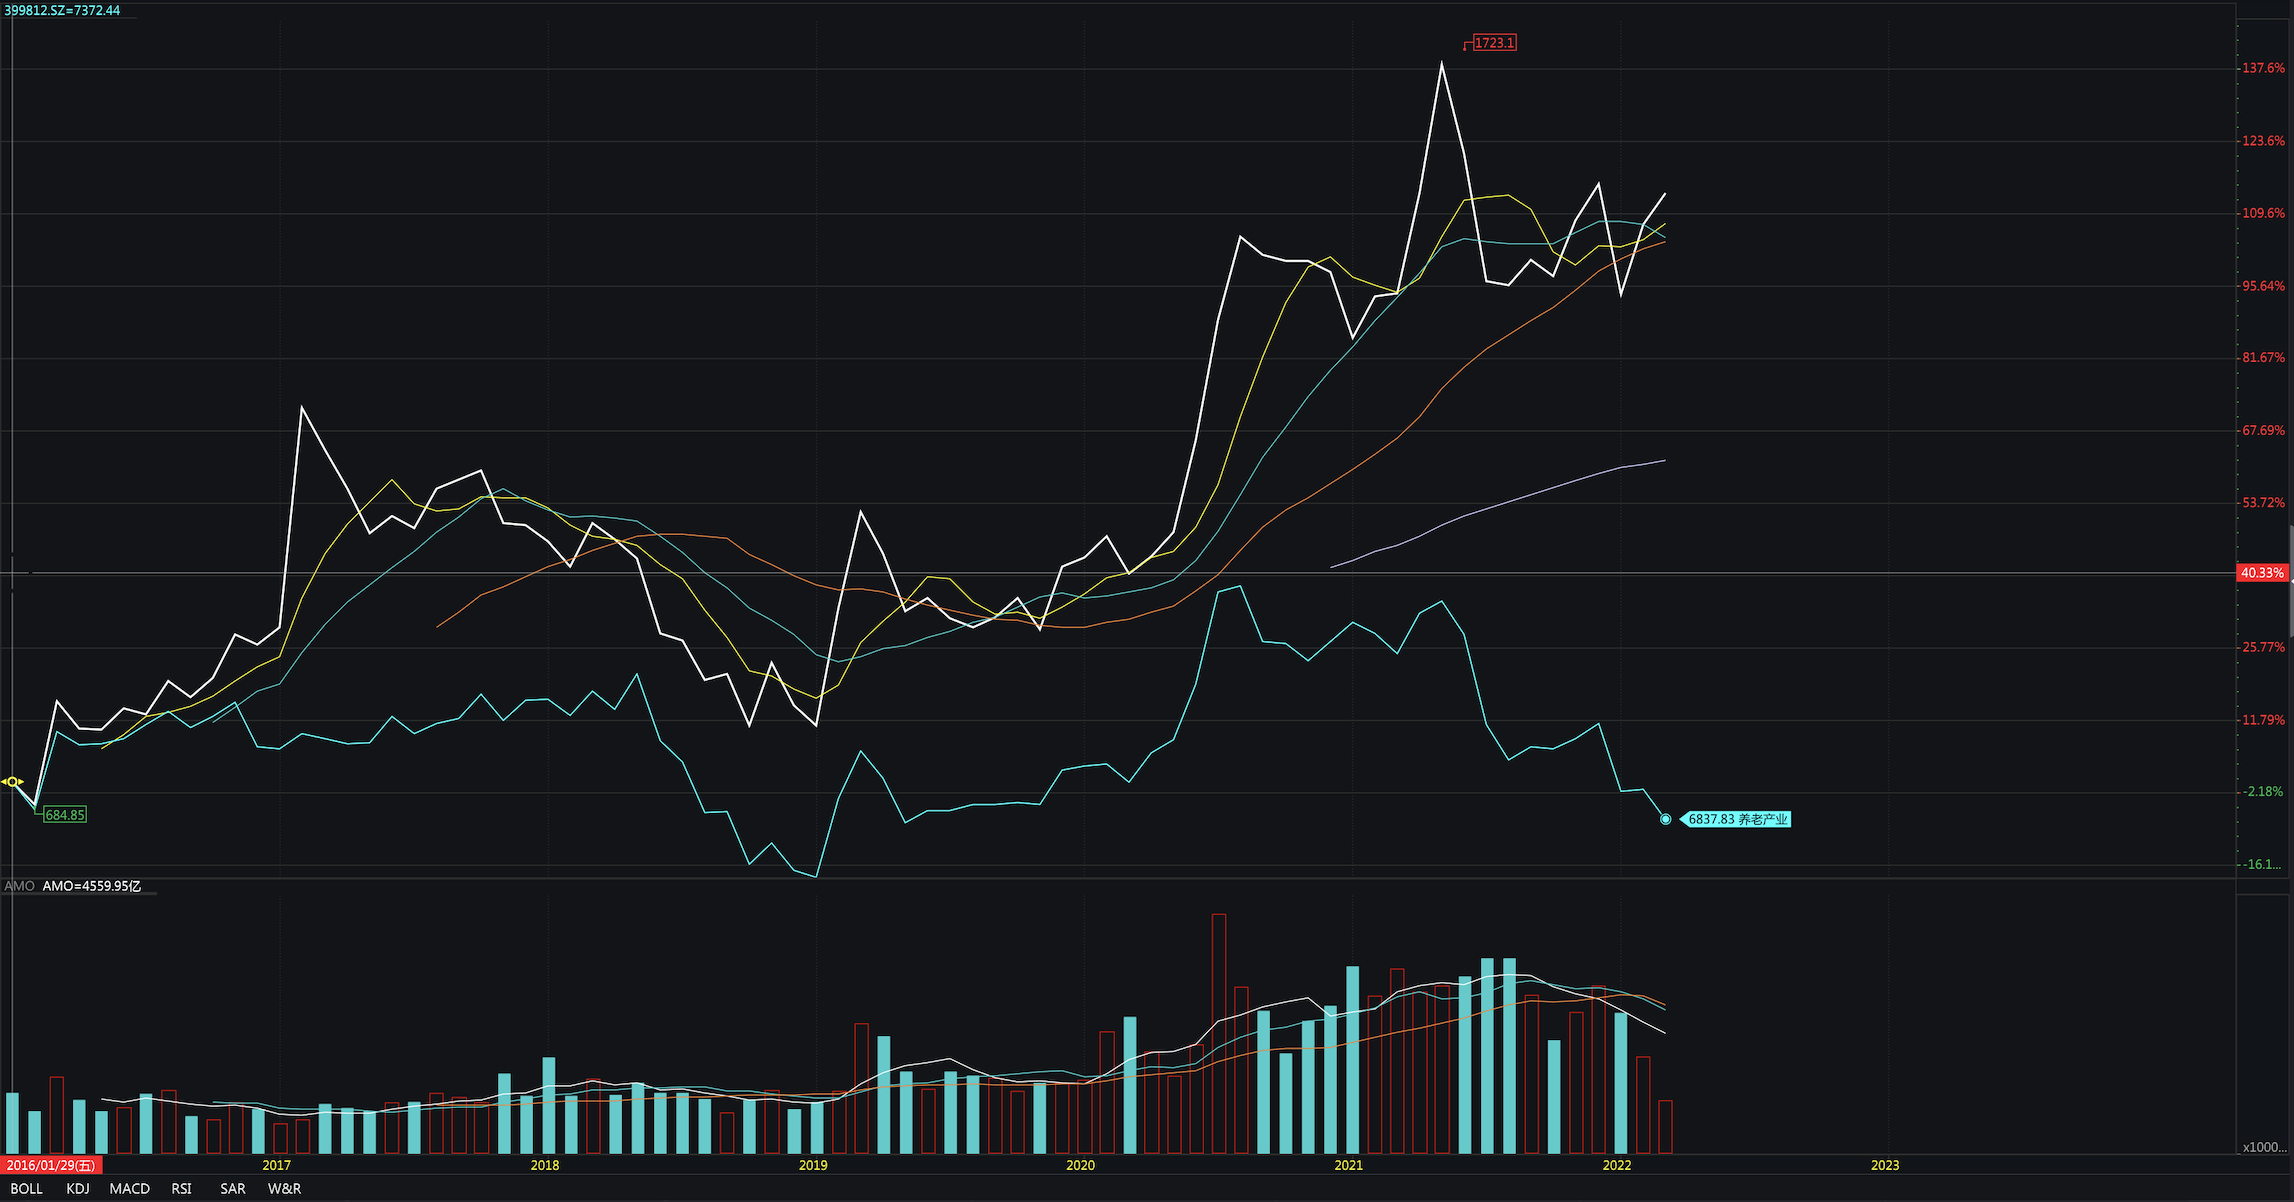 399812.SZ=7372.44
1723.1
137.6%
123.6%
109.6%
95.64%
81.67%
67.69%
53.72%
40.33%
25.77%
11.79%
-2.18%
-16.1...
684.85
6837.83 养老产业
AMO AMO=4559.95亿
x1000...
2016/01/29(五) 2017 2018 2019 2020 2021 2022 2023
BOLL KDJ MACD RSI SAR W&R